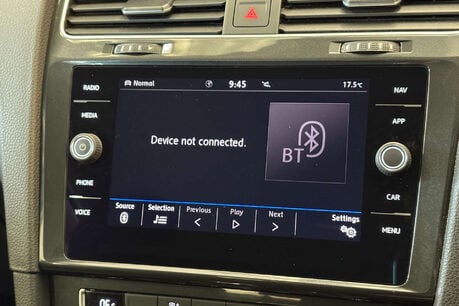 RADIO
MEDIA
PHONE
VOICE
Normal 9:45 17.5°C
Device not connected.
BT
Source Selection Previous Play Next Settings
NAV
APP
CAR
MENU